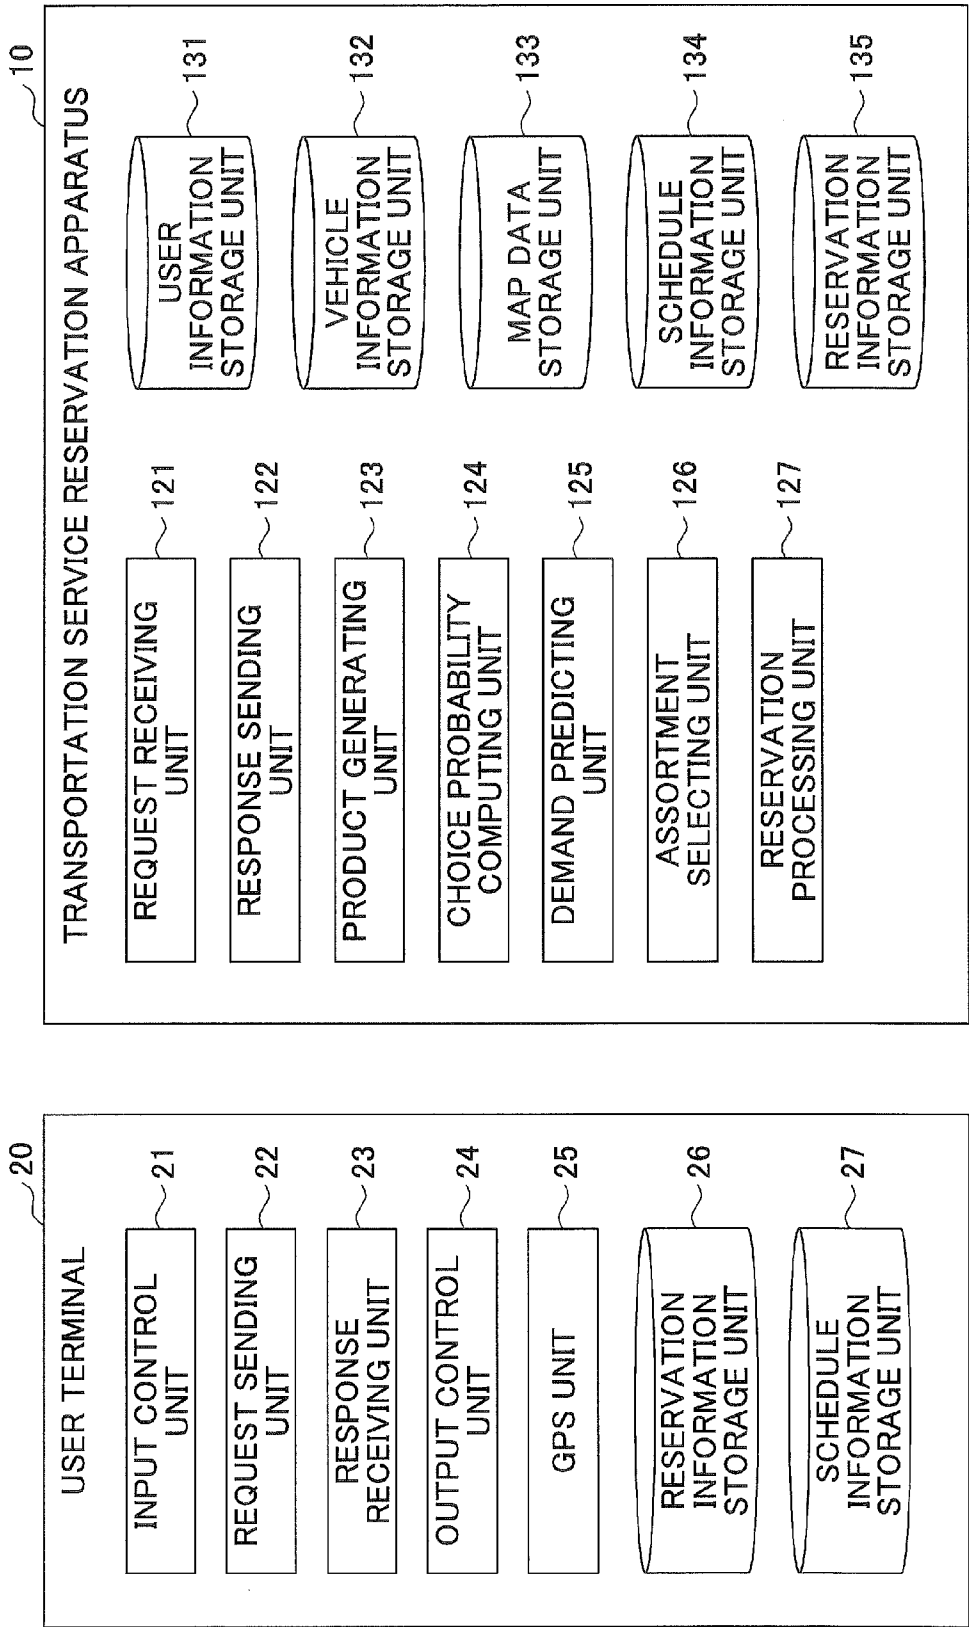 20
USER TERMINAL
INPUT CONTROL
UNIT
21
REQUEST SENDING
UNIT
22
RESPONSE
RECEIVING UNIT
23
OUTPUT CONTROL
UNIT
24
GPS UNIT
25
RESERVATION
INFORMATION
STORAGE UNIT
26
SCHEDULE
INFORMATION
STORAGE UNIT
27
10
TRANSPORTATION SERVICE RESERVATION APPARATUS
REQUEST RECEIVING
UNIT
121
RESPONSE SENDING
UNIT
122
PRODUCT GENERATING
UNIT
123
CHOICE PROBABILITY
COMPUTING UNIT
124
DEMAND PREDICTING
UNIT
125
ASSORTMENT
SELECTING UNIT
126
RESERVATION
PROCESSING UNIT
127
USER
INFORMATION
STORAGE UNIT
131
VEHICLE
INFORMATION
STORAGE UNIT
132
MAP DATA
STORAGE UNIT
133
SCHEDULE
INFORMATION
STORAGE UNIT
134
RESERVATION
INFORMATION
STORAGE UNIT
135